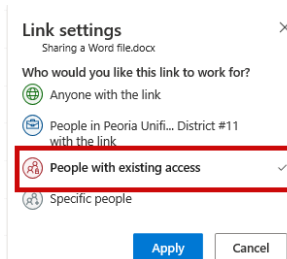 Link settings
Sharing a Word file.docx
Who would you like this link to work for?
Anyone with the link
People in Peoria Unifi... District #11
with the link
People with existing access
Specific people
Apply Cancel